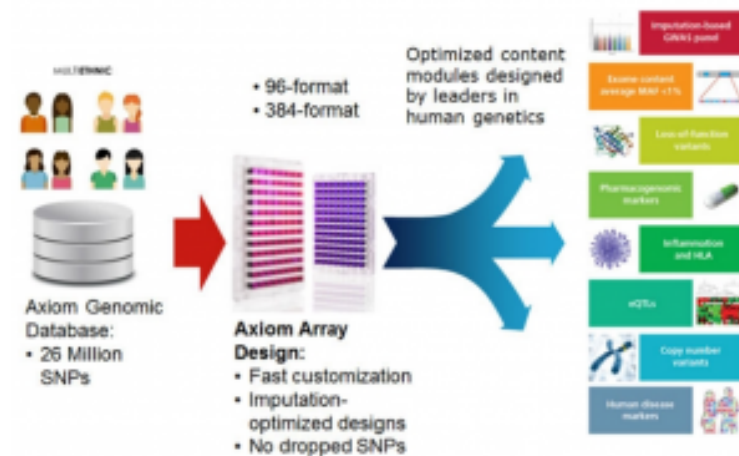 MULTIETHNIC
Axiom Genomic
Database:
• 26 Million
SNPs
• 96-format
• 384-format
Axiom Array
Design:
• Fast customization
• Imputation-
optimized designs
• No dropped SNPs
Optimized content
modules designed
by leaders in
human genetics
Imputation-based
GWAS panel
Exome content
average MAF <1%
Loss-of-function
variants
Pharmacogenomic
markers
Inflammation
and HLA
eQTLs
Copy number
variants
Human disease
markers